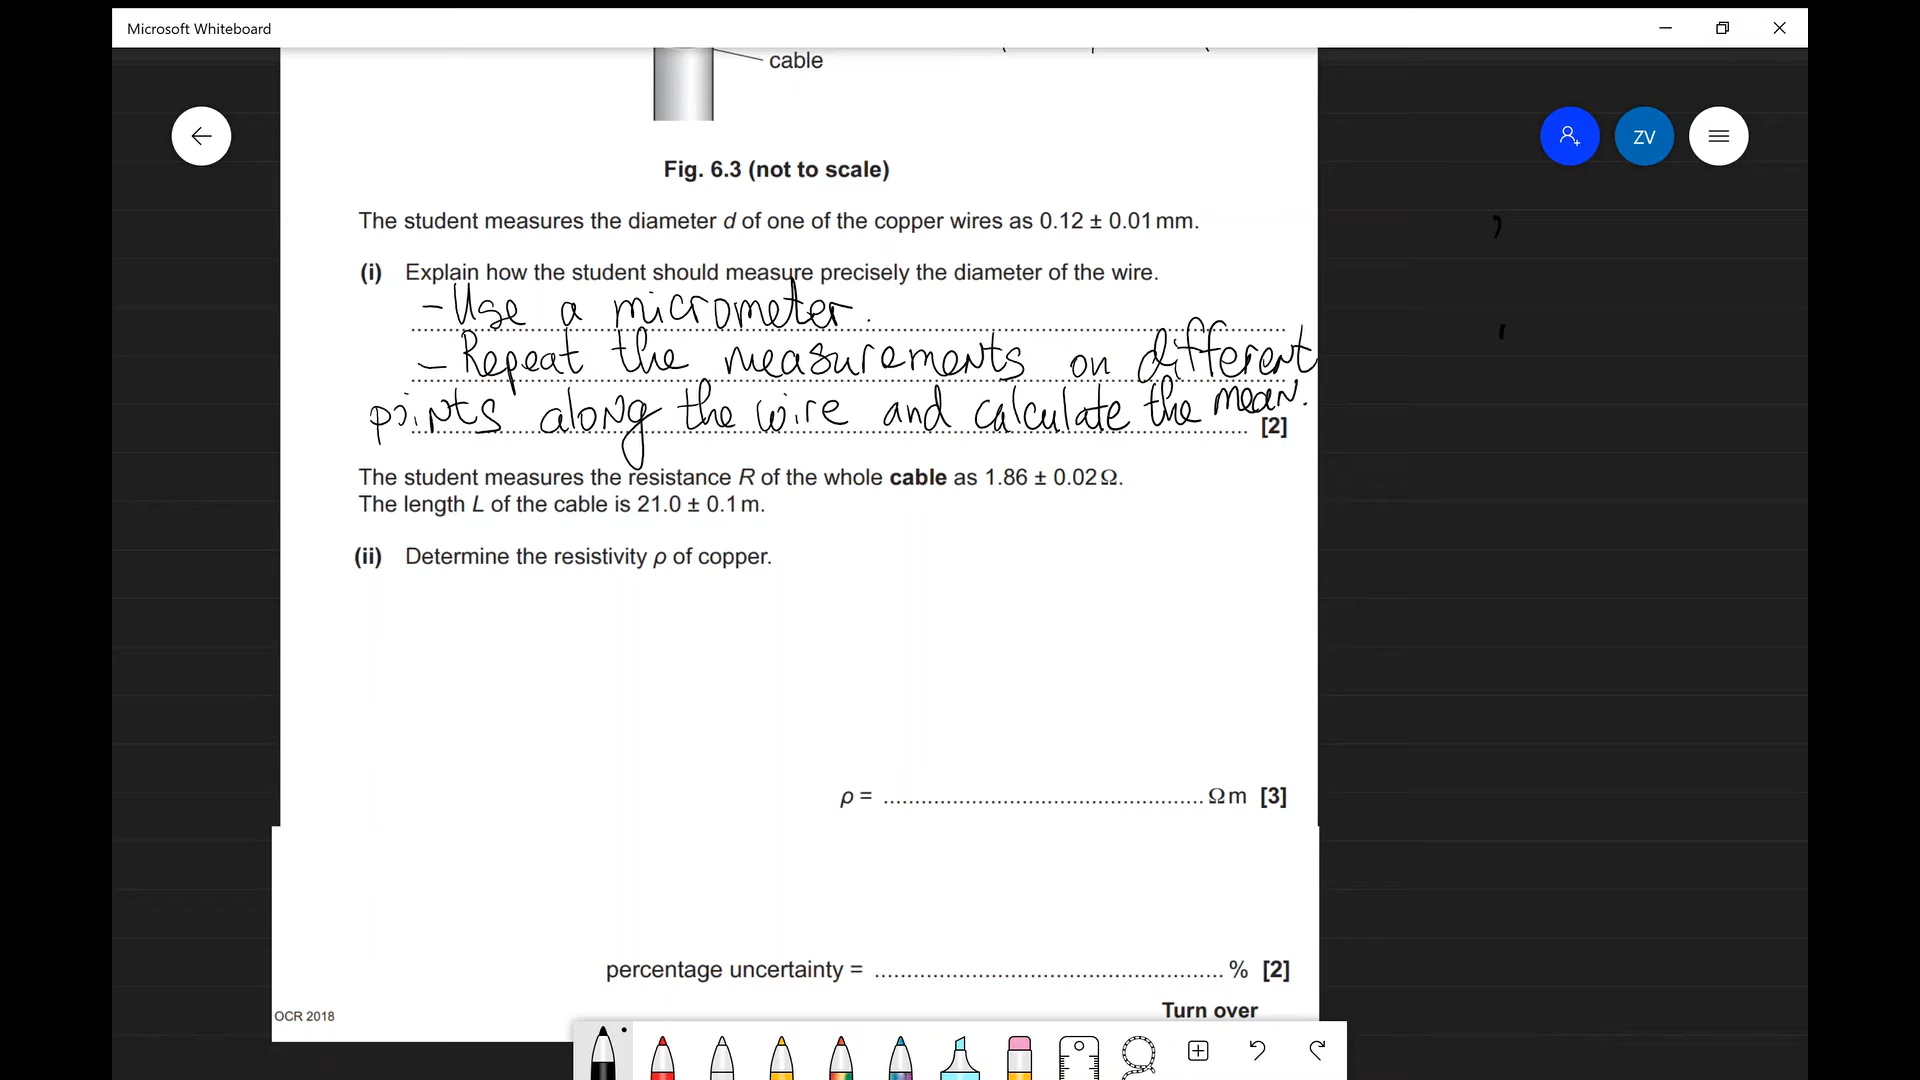 Microsoft Whiteboard
cable
ZV
Fig. 6.3 (not to scale)
The student measures the diameter d of one of the copper wires as 0.12 ± 0.01 mm.
(i) Explain how the student should measure precisely the diameter of the wire.
- Use a micrometer.
- Repeat the measurements on different
points along the wire and calculate the mean.
[2]
The student measures the resistance R of the whole cable as 1.86 ± 0.02 Ω.
The length L of the cable is 21.0 ± 0.1 m.
(ii) Determine the resistivity ρ of copper.
ρ = ................................................... Ωm [3]
percentage uncertainty = ........................................................ % [2]
OCR 2018
Turn over